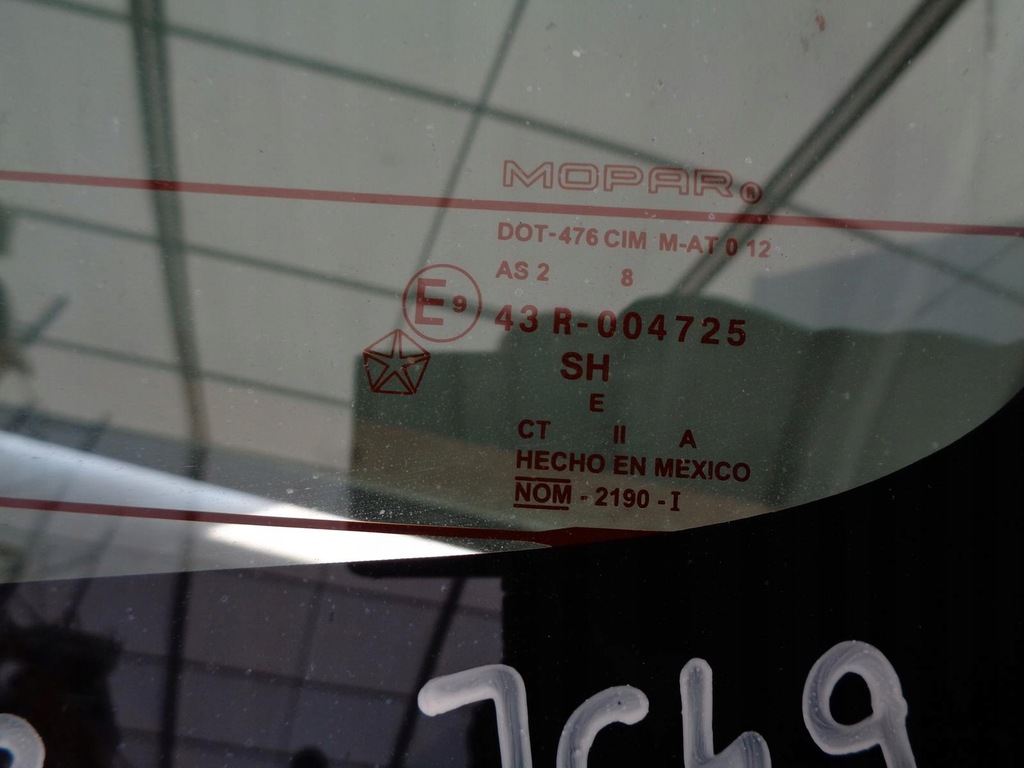 MOPAR®
DOT-476 CIM M-AT 0 12
AS 2 8
E9 43 R-004725
SH
E
CT II A
HECHO EN MEXICO
NOM - 2190 - I